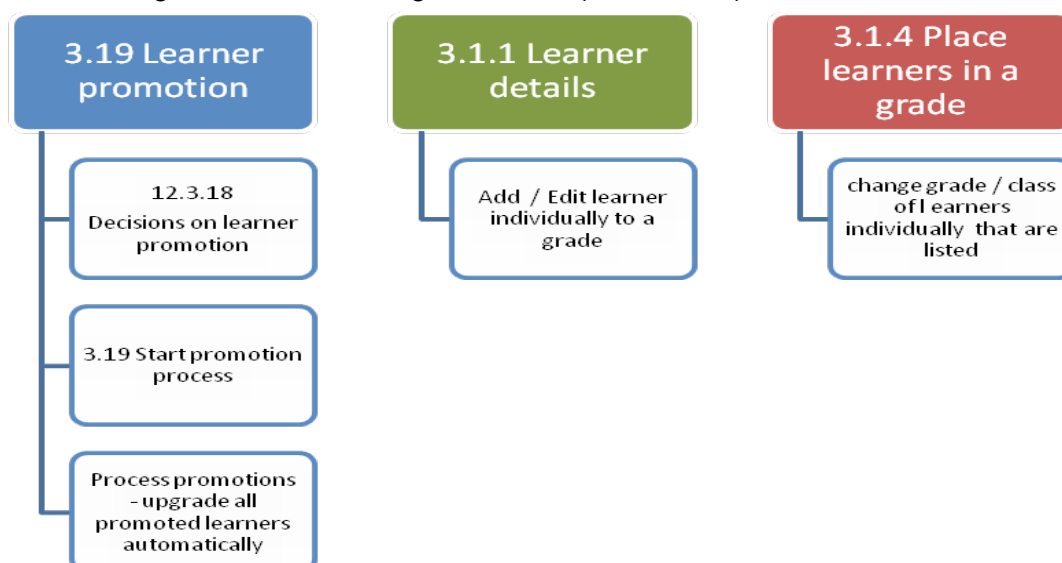 3.19 Learner
promotion
12.3.18
Decisions on learner
promotion
3.19 Start promotion
process
Process promotions
- upgrade all
promoted learners
automatically
3.1.1 Learner
details
Add / Edit learner
individually to a
grade
3.1.4 Place
learners in a
grade
change grade / class
of l earners
individually that are
listed